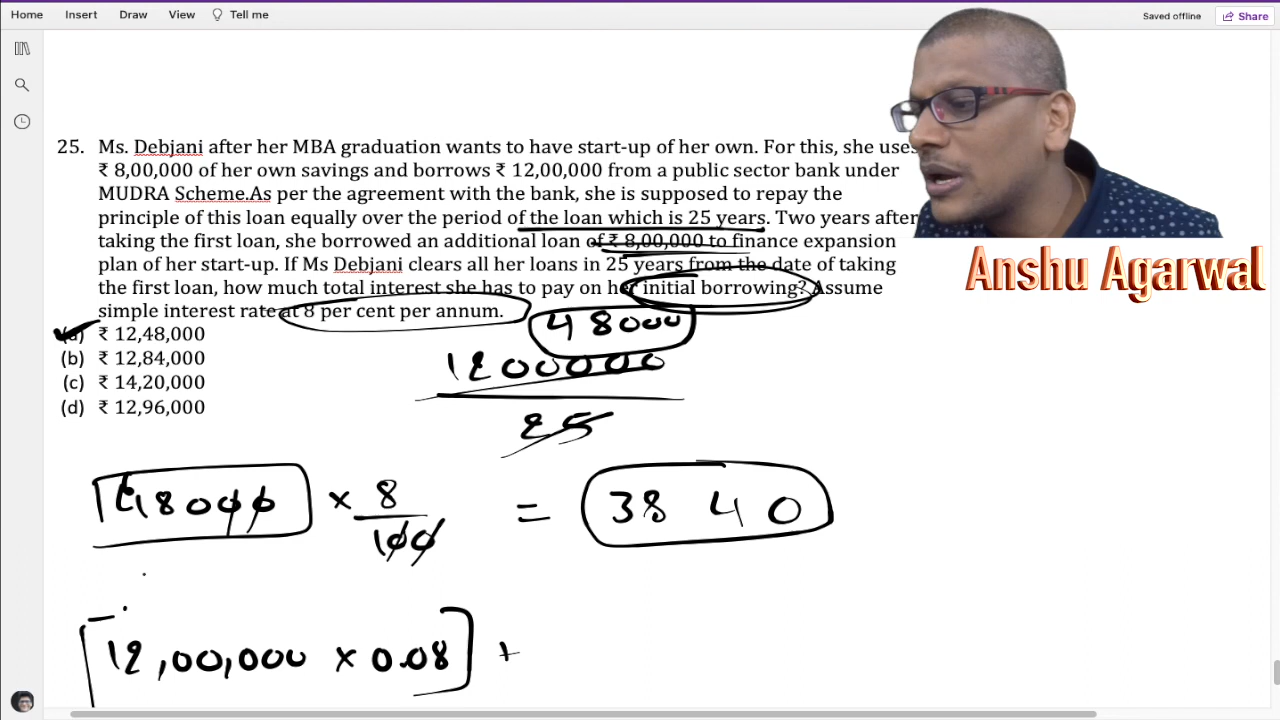 Home Insert Draw View Tell me Saved offline Share
25. Ms. Debjani after her MBA graduation wants to have start-up of her own. For this, she uses
₹ 8,00,000 of her own savings and borrows ₹ 12,00,000 from a public sector bank under
MUDRA Scheme.As per the agreement with the bank, she is supposed to repay the
principle of this loan equally over the period of the loan which is 25 years. Two years after
taking the first loan, she borrowed an additional loan of ₹ 8,00,000 to finance expansion
plan of her start-up. If Ms Debjani clears all her loans in 25 years from the date of taking
the first loan, how much total interest she has to pay on her initial borrowing? Assume
simple interest rate at 8 per cent per annum.
Anshu Agarwal
(a) ₹ 12,48,000
(b) ₹ 12,84,000
(c) ₹ 14,20,000
(d) ₹ 12,96,000
48000
1200000
25
48000 × 8 = 3840
100
[12,00,000 × 0.08] +